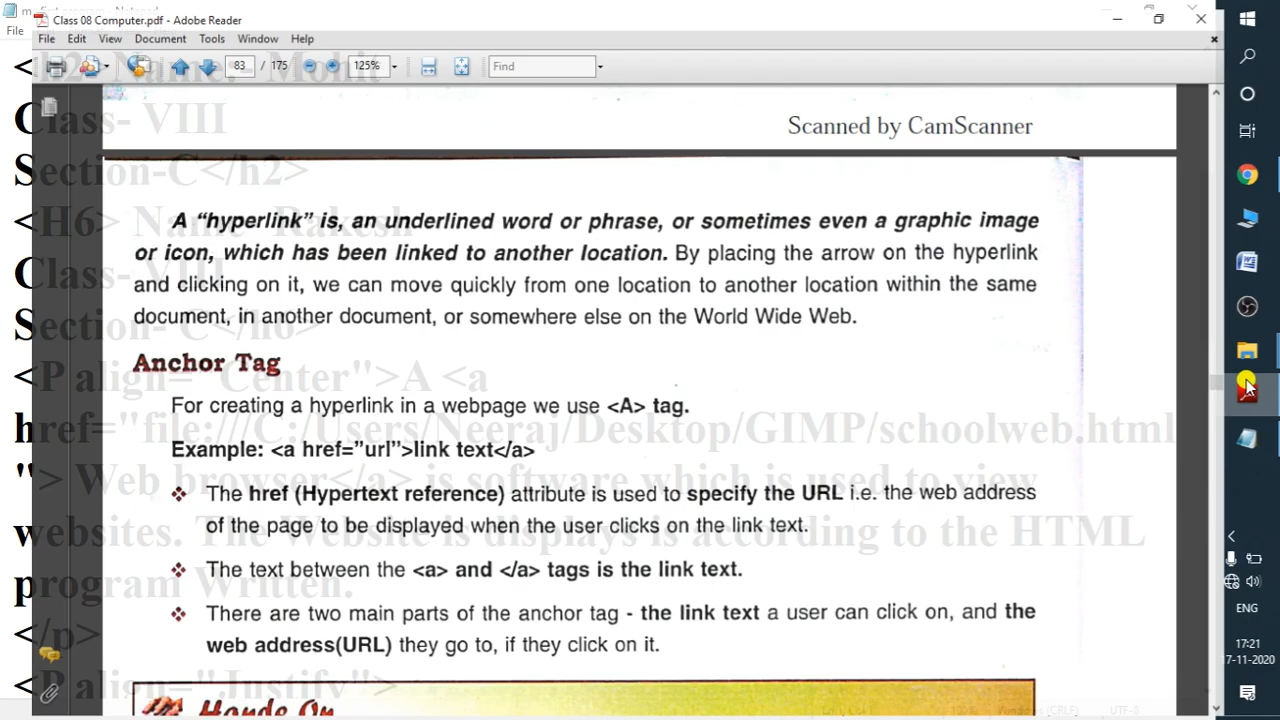 Class 08 Computer.pdf - Adobe Reader
File Edit View Document Tools Window Help
83 / 175 125% Find
Scanned by CamScanner
A “hyperlink” is, an underlined word or phrase, or sometimes even a graphic image
or icon, which has been linked to another location. By placing the arrow on the hyperlink
and clicking on it, we can move quickly from one location to another location within the same
document, in another document, or somewhere else on the World Wide Web.
Anchor Tag
For creating a hyperlink in a webpage we use <A> tag.
Example: <a href=”url”>link text</a>
❖ The href (Hypertext reference) attribute is used to specify the URL i.e. the web address
of the page to be displayed when the user clicks on the link text.
❖ The text between the <a> and </a> tags is the link text.
❖ There are two main parts of the anchor tag - the link text a user can click on, and the
web address(URL) they go to, if they click on it.
Hands On
File
<h2> Name:- Mohit
Class- VIII
Section-C</h2>
<H6> Name- Rakesh
Class- VIII
Section- C</h6>
<P align="Center">A <a
href="file:///C:/Users/Neeraj/Desktop/GIMP/schoolweb.html
"> Web browser</a> is software which is used to view
websites. The Website is displays is according to the HTML
program Written.
</p>
<P align="Justify">
100% Windows (CRLF) UTF-8
ENG
17:21
17-11-2020